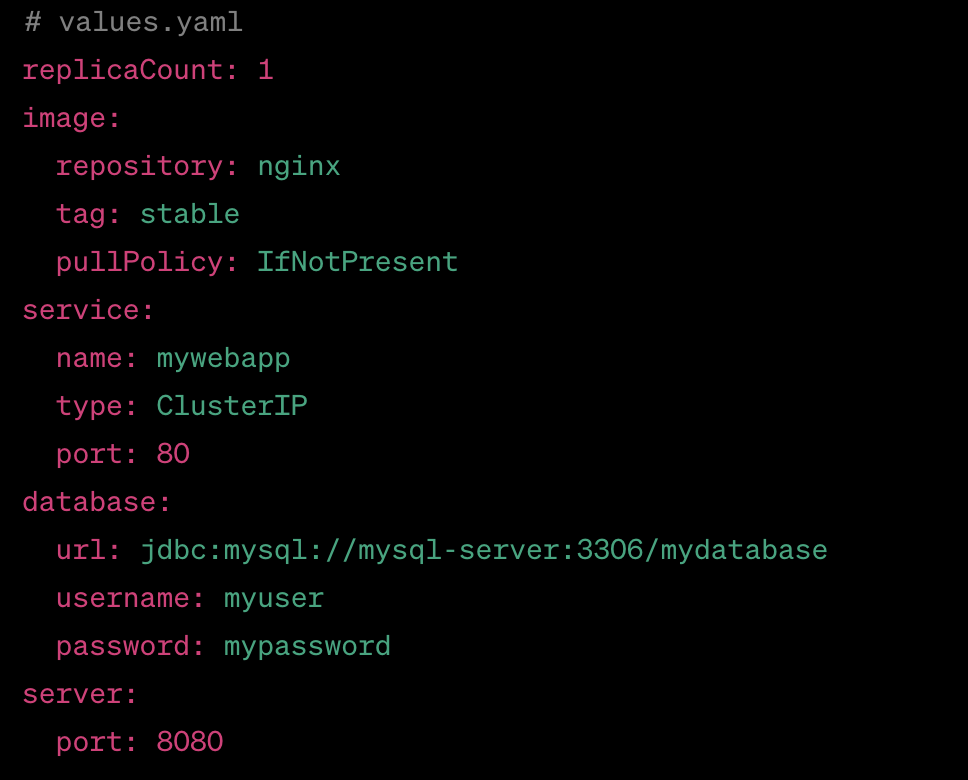 # values.yaml
replicaCount: 1
image:
  repository: nginx
  tag: stable
  pullPolicy: IfNotPresent
service:
  name: mywebapp
  type: ClusterIP
  port: 80
database:
  url: jdbc:mysql://mysql-server:3306/mydatabase
  username: myuser
  password: mypassword
server:
  port: 8080